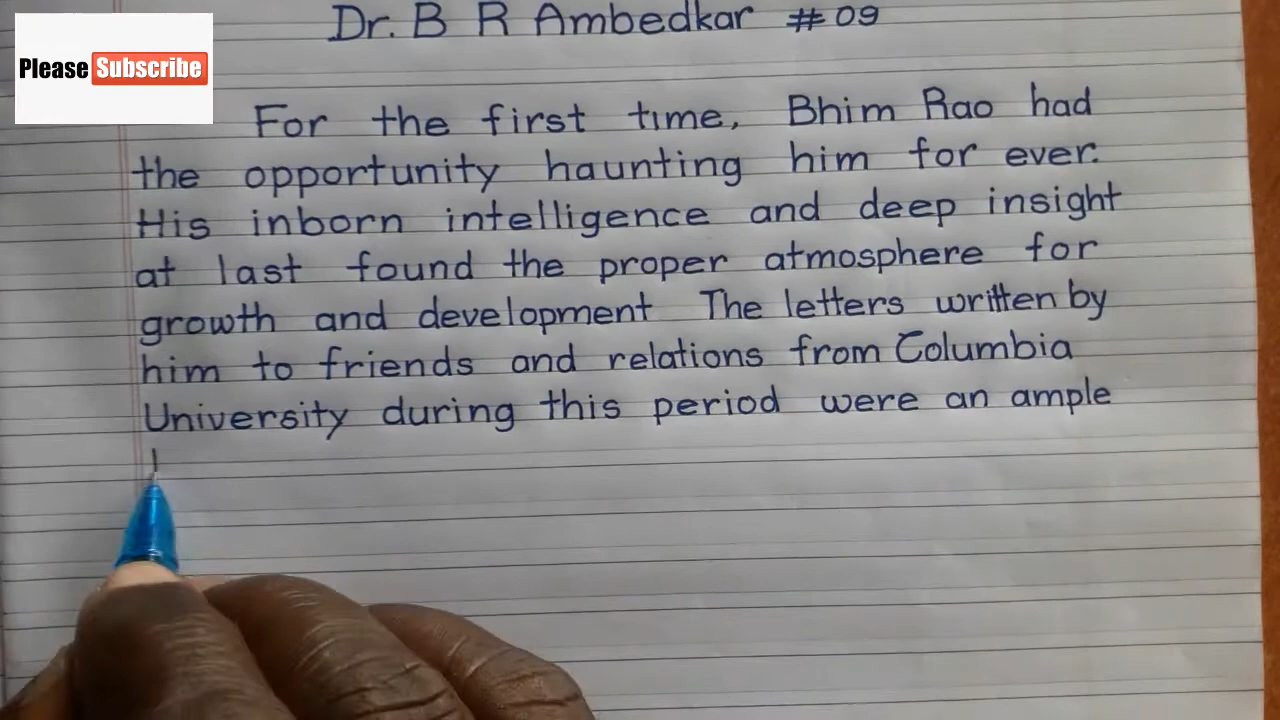 Dr. B R Ambedkar #09
Please Subscribe
For the first time, Bhim Rao had
the opportunity haunting him for ever.
His inborn intelligence and deep insight
at last found the proper atmosphere for
growth and development The letters written by
him to friends and relations from Columbia
University during this period were an ample